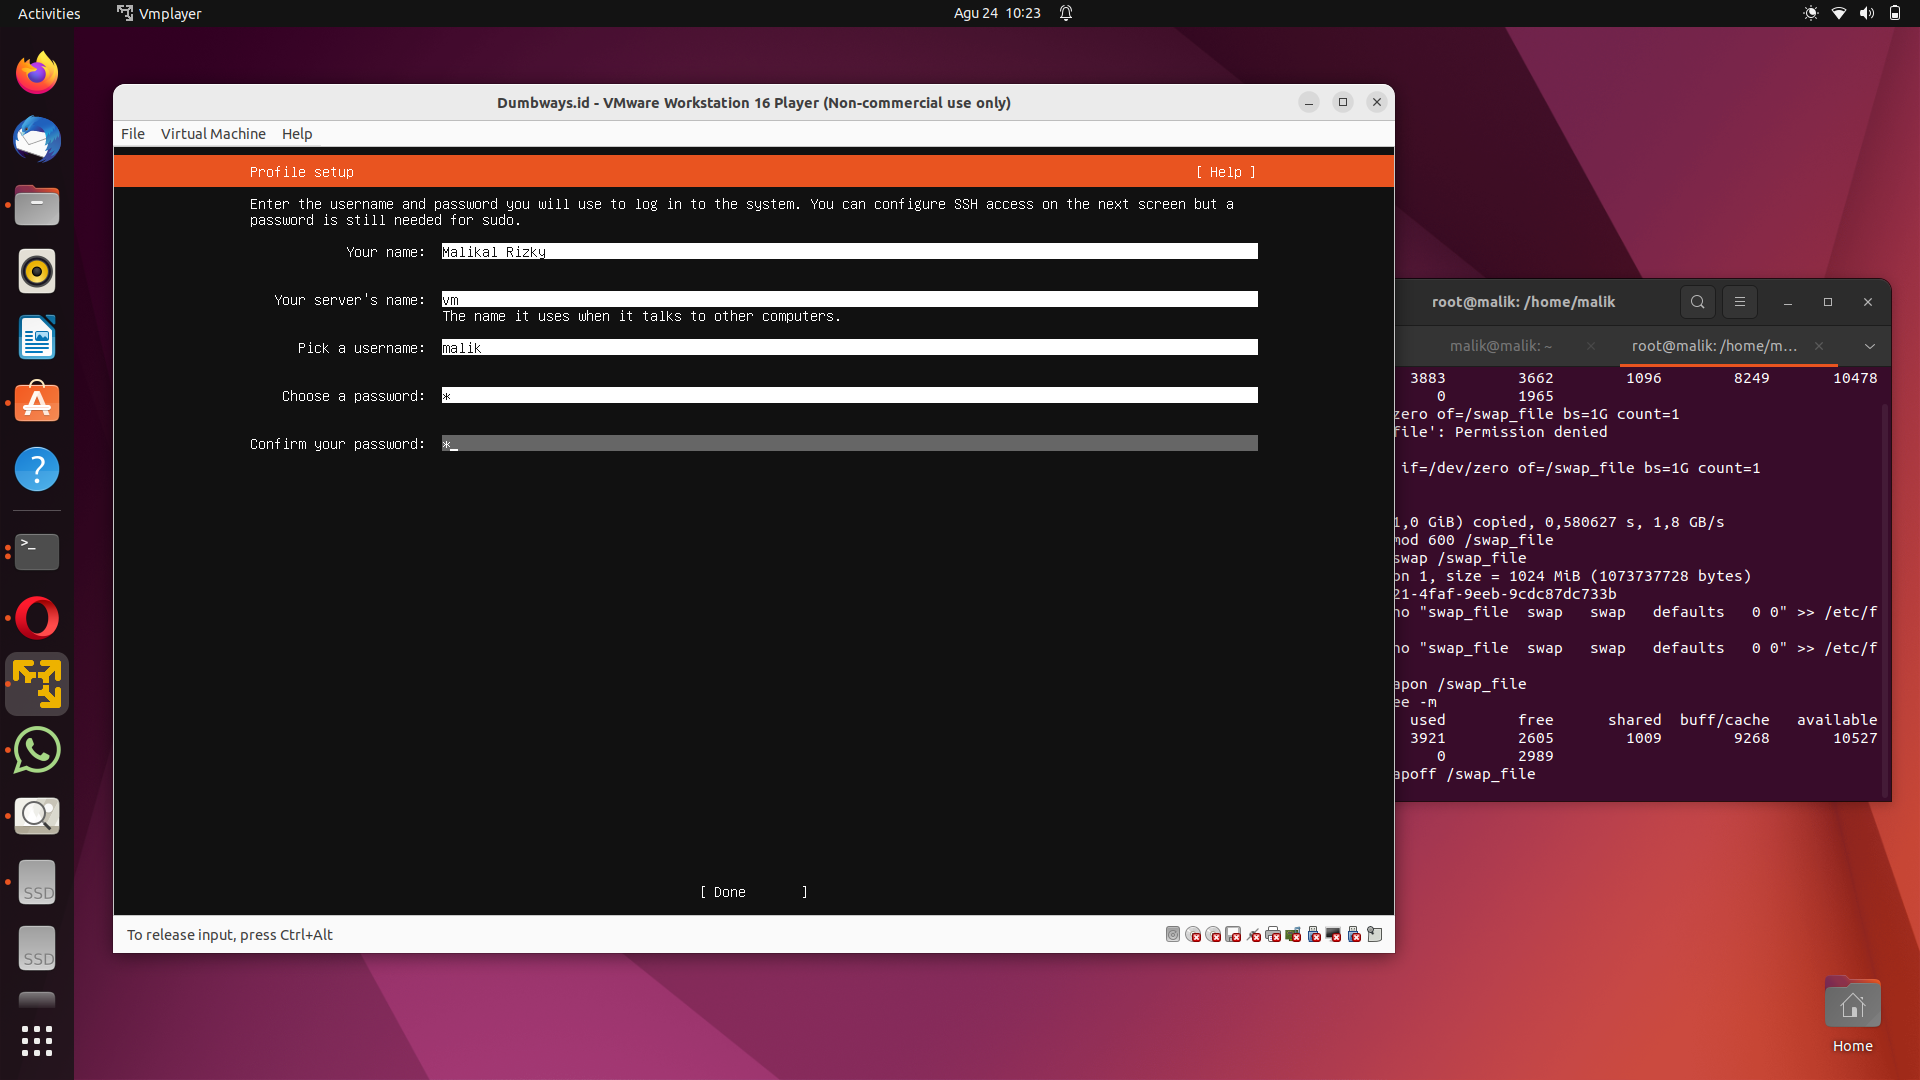 Activities
Vmplayer
Agu 24 10:23
Dumbways.id - VMware Workstation 16 Player (Non-commercial use only)
File Virtual Machine Help
Profile setup [ Help ]
Enter the username and password you will use to log in to the system. You can configure SSH access on the next screen but a
password is still needed for sudo.
Your name: Malikal Rizky
Your server's name: vm
The name it uses when it talks to other computers.
Pick a username: malik
Choose a password: *
Confirm your password: *_
[ Done ]
To release input, press Ctrl+Alt
root@malik: /home/malik
malik@malik: ~
root@malik: /home/m...
3883 3662 1096 8249 10478
0 1965
zero of=/swap_file bs=1G count=1
file': Permission denied
if=/dev/zero of=/swap_file bs=1G count=1
1,0 GiB) copied, 0,580627 s, 1,8 GB/s
mod 600 /swap_file
swap /swap_file
on 1, size = 1024 MiB (1073737728 bytes)
21-4faf-9eeb-9cdc87dc733b
ho "swap_file swap swap defaults 0 0" >> /etc/f
ho "swap_file swap swap defaults 0 0" >> /etc/f
apon /swap_file
ee -m
used free shared buff/cache available
3921 2605 1009 9268 10527
0 2989
apoff /swap_file
SSD
SSD
Home